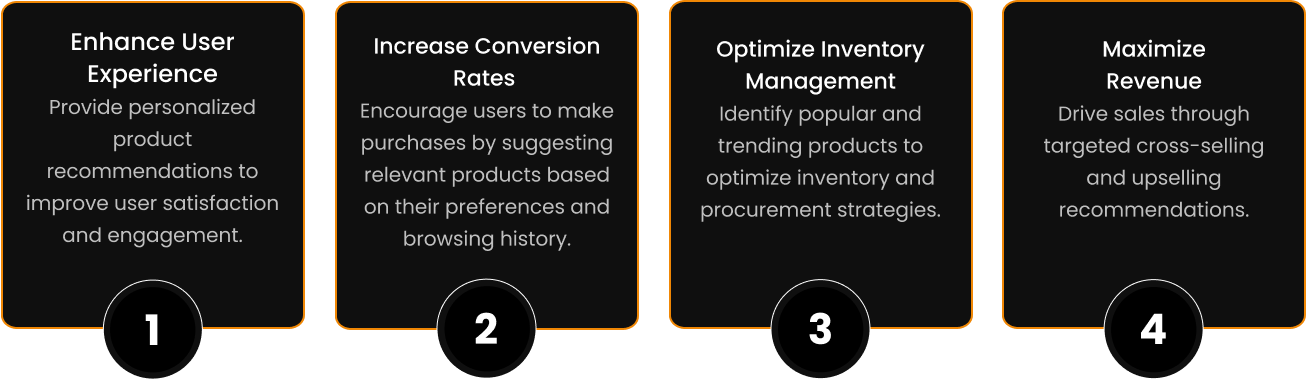 Enhance User
Experience
Provide personalized
product
recommendations to
improve user satisfaction
and engagement.
1
Increase Conversion
Rates
Encourage users to make
purchases by suggesting
relevant products based
on their preferences and
browsing history.
2
Optimize Inventory
Management
Identify popular and
trending products to
optimize inventory and
procurement strategies.
3
Maximize
Revenue
Drive sales through
targeted cross-selling
and upselling
recommendations.
4